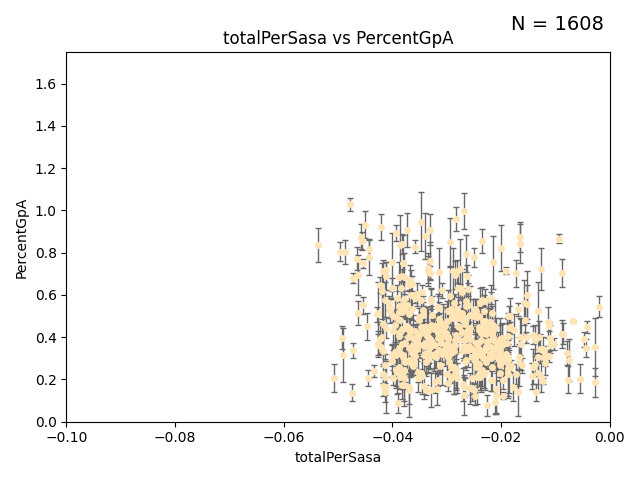 N = 1608
totalPerSasa vs PercentGpA
PercentGpA
1.6
1.4
1.2
1.0
0.8
0.6
0.4
0.2
0.0
−0.10 −0.08 −0.06 −0.04 −0.02 0.00
totalPerSasa